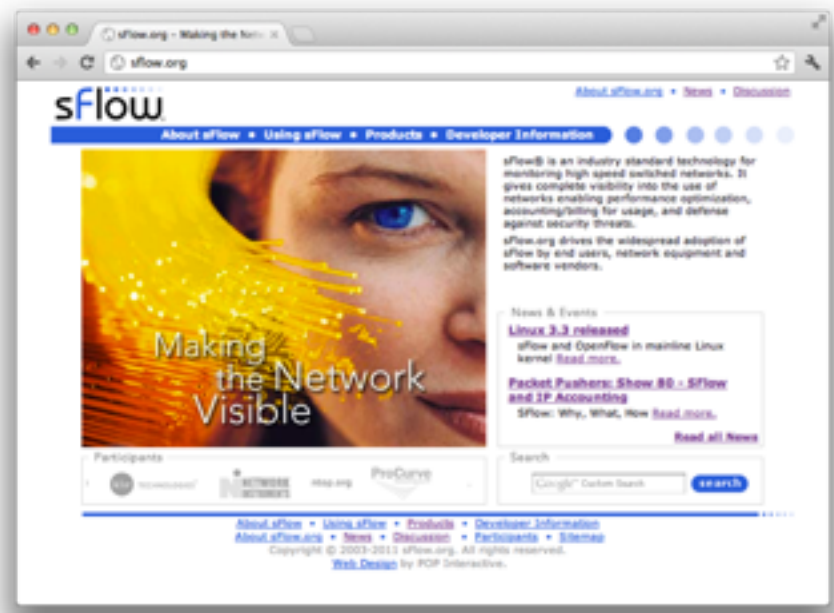 sflow.org - Making the Netw
sflow.org
About sflow.org • News • Discussion
sFlow
About sFlow • Using sFlow • Products • Developer Information
sFlow® is an industry standard technology for
monitoring high speed switched networks. It
gives complete visibility into the use of
networks enabling performance optimization,
accounting/billing for usage, and defense
against security threats.
sFlow.org drives the widespread adoption of
sFlow by end users, network equipment and
software vendors.
Making
the Network
Visible
News & Events
Linux 3.3 released
sFlow and OpenFlow in mainline Linux
kernel Read more.
Packet Pushers: Show 80 - SFlow
and IP Accounting
SFlow: Why, What, How Read more.
Read all News
Participants
TECHNOLOGIES
NETWORK
INSTRUMENTS
ntop.org
ProCurve
Search
Google™ Custom Search
search
About sFlow • Using sFlow • Products • Developer Information
About sFlow.org • News • Discussion • Participants • Sitemap
Copyright © 2003-2011 sFlow.org. All rights reserved.
Web Design by POP Interactive.